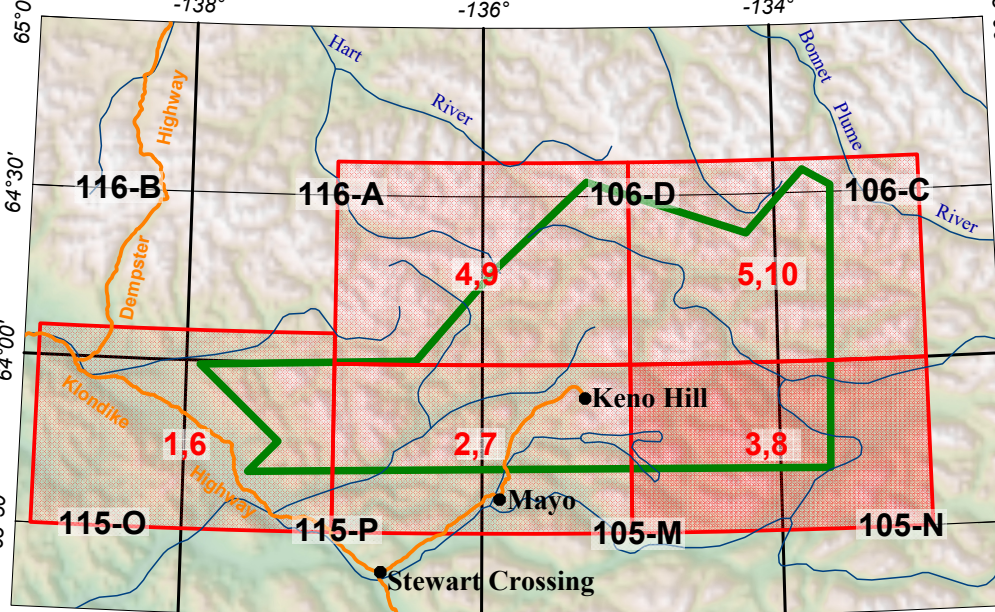 -138°
-136°
-134°
65°0
Hart
River
Bonnet
Plume
River
Highway
Dempster
64°30'
116-B
116-A
106-D
106-C
4,9
5,10
64°00'
Klondike
Highway
Keno Hill
1,6
2,7
3,8
Mayo
115-O
115-P
105-M
105-N
Stewart Crossing